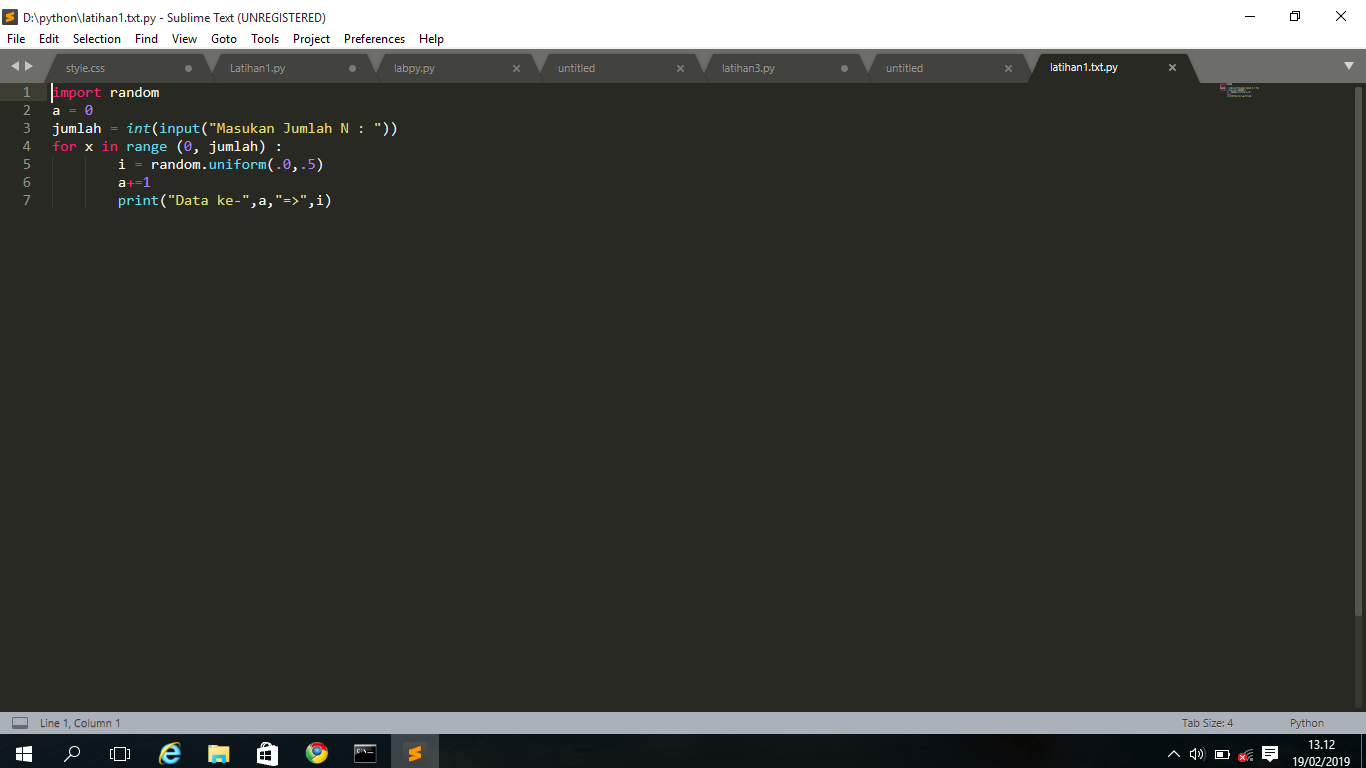 D:\python\latihan1.txt.py - Sublime Text (UNREGISTERED)
File Edit Selection Find View Goto Tools Project Preferences Help
style.css Latihan1.py labpy.py untitled latihan3.py untitled latihan1.txt.py
1 import random
2 a = 0
3 jumlah = int(input("Masukan Jumlah N : "))
4 for x in range (0, jumlah) :
5 i = random.uniform(.0,.5)
6 a+=1
7 print("Data ke-",a,"=>",i)
Line 1, Column 1 Tab Size: 4 Python
13.12
19/02/2019